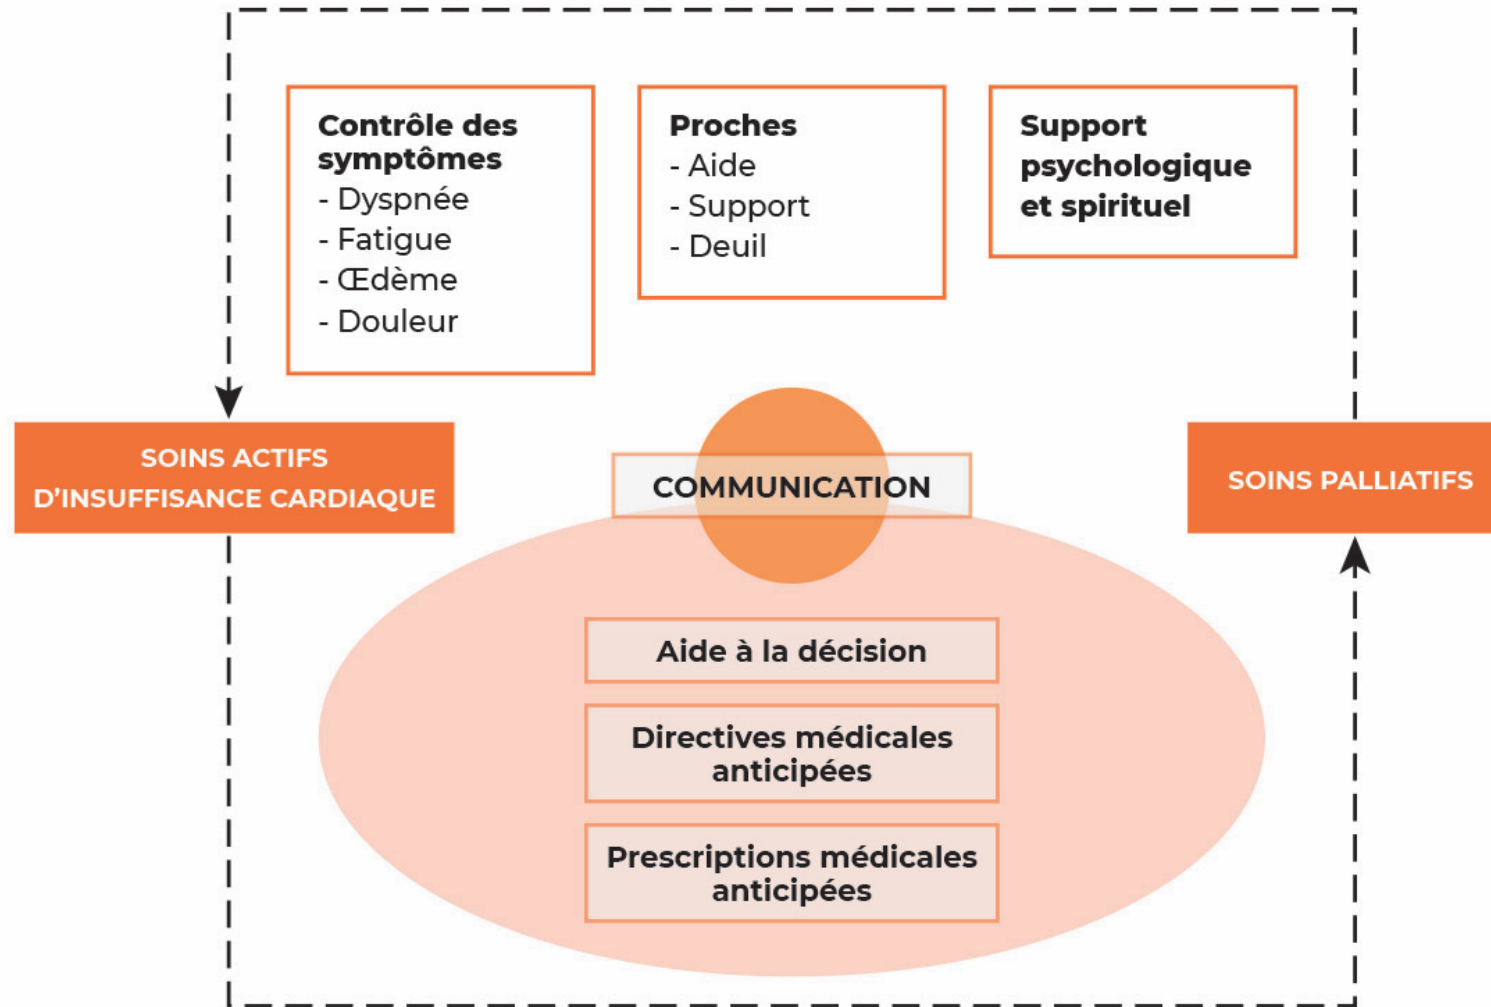 Contrôle des
symptômes
- Dyspnée
- Fatigue
- Œdème
- Douleur
Proches
- Aide
- Support
- Deuil
Support
psychologique
et spirituel
SOINS ACTIFS
D’INSUFFISANCE CARDIAQUE
COMMUNICATION
SOINS PALLIATIFS
Aide à la décision
Directives médicales
anticipées
Prescriptions médicales
anticipées